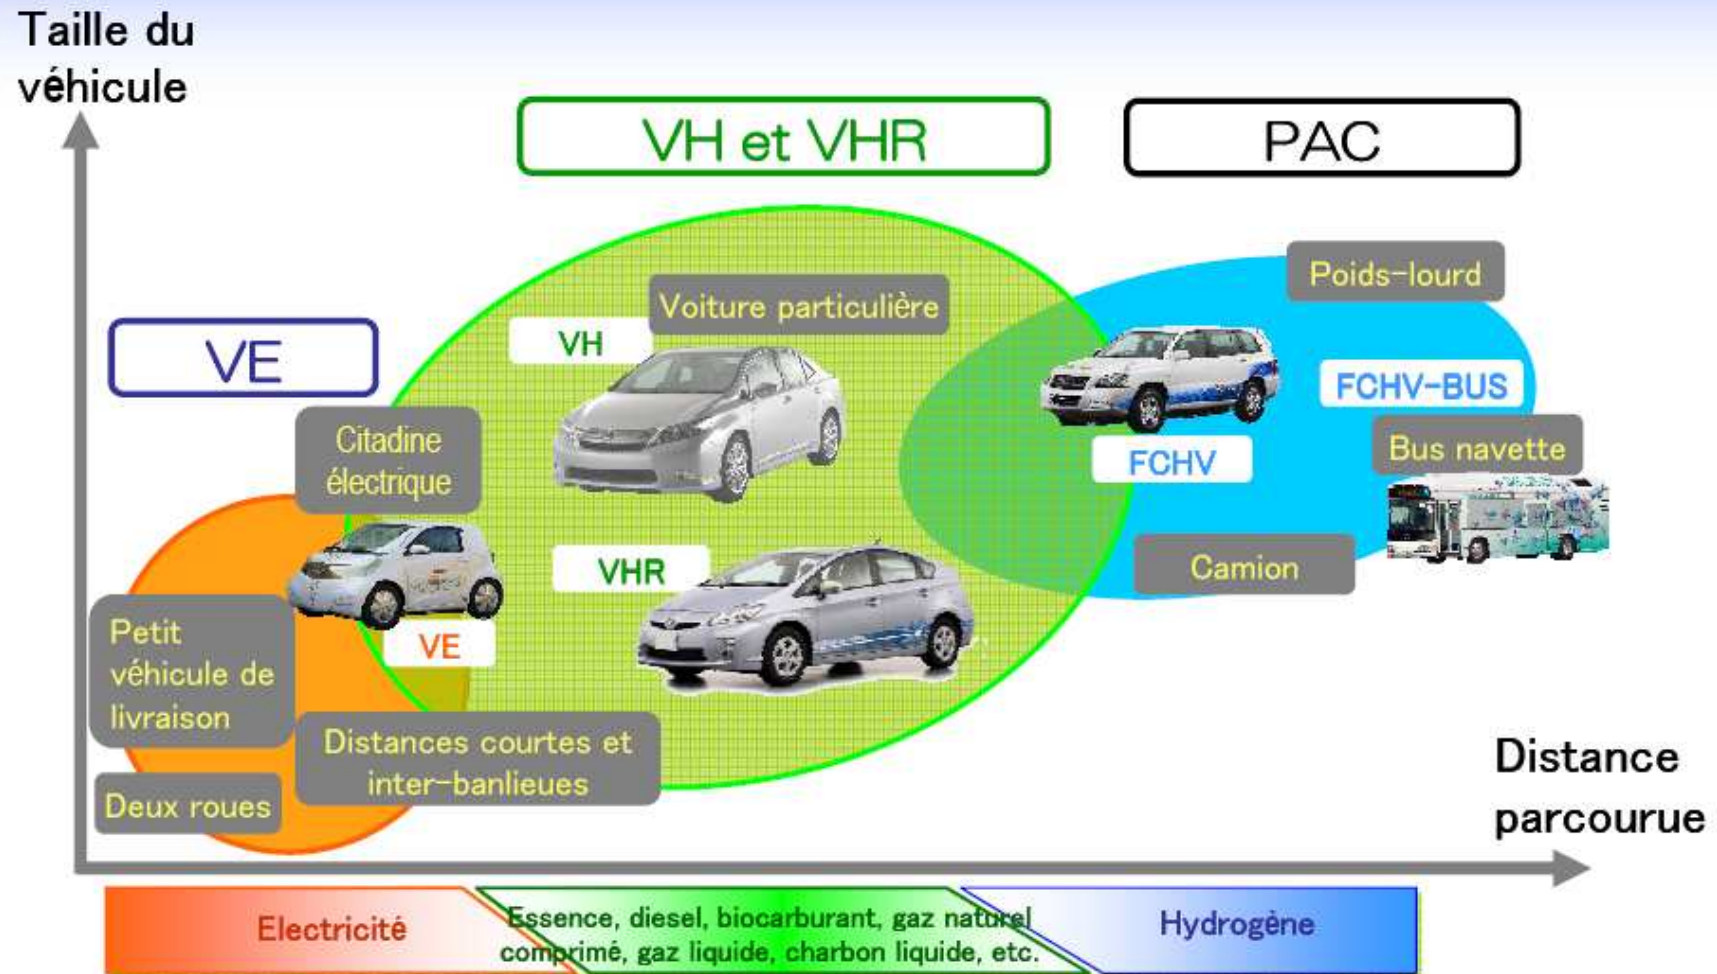 Taille du
véhicule
VH et VHR
PAC
VE
Poids-lourd
Voiture particulière
VH
FCHV-BUS
Citadine
électrique
Bus navette
FCHV
VHR
Camion
Petit
véhicule de
livraison
VE
Distances courtes et
inter-banlieues
Deux roues
Distance
parcourue
Electricité
Essence, diesel, biocarburant, gaz naturel
comprimé, gaz liquide, charbon liquide, etc.
Hydrogène